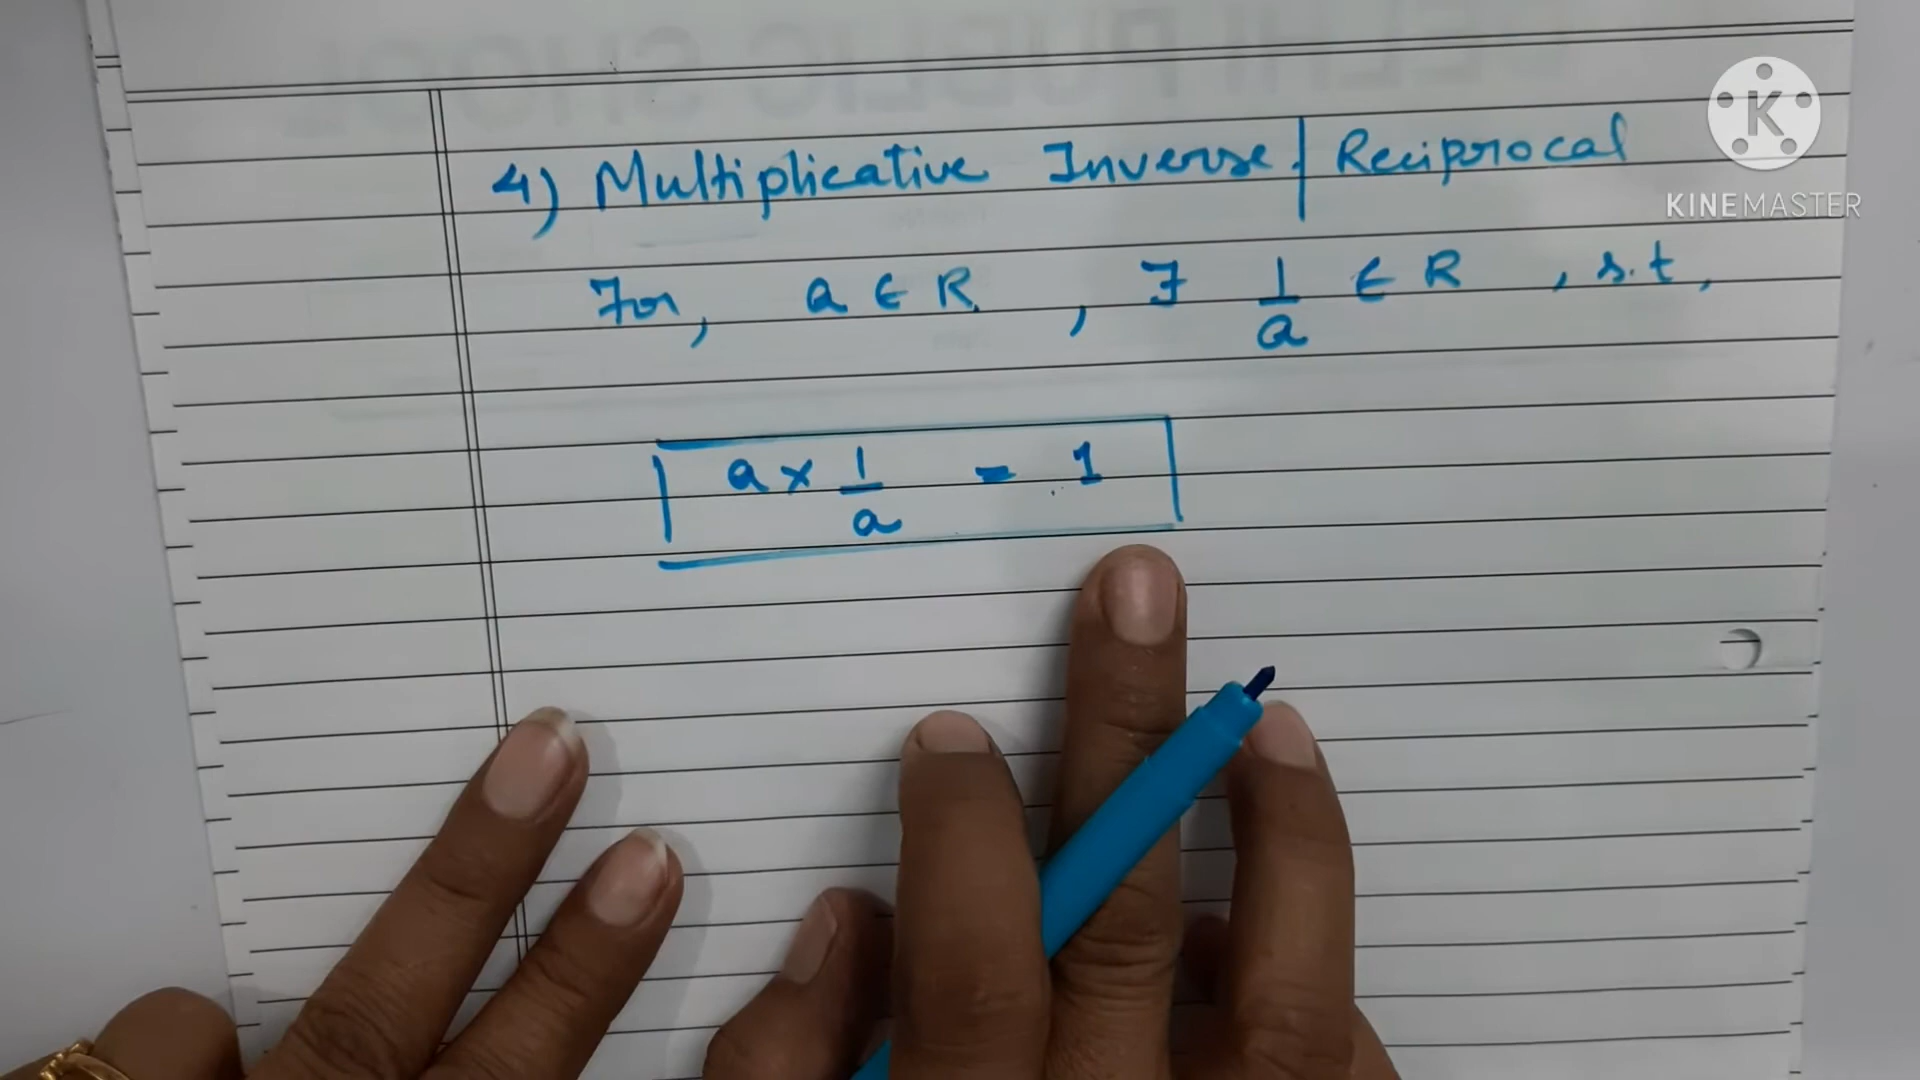 4) Multiplicative Inverse / Reciprocal
For, a ∈ R, ∃ 1/a ∈ R, s.t,
a × 1/a = 1
K
KINEMASTER